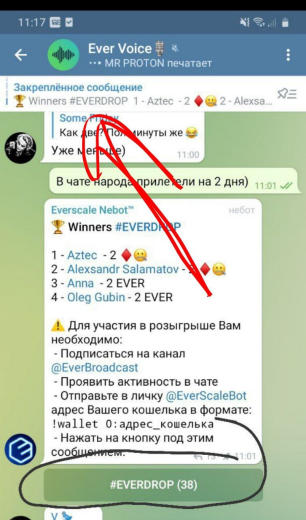 11:17
Ever Voice
MR PROTON печатает
Закреплённое сообщение
🏆 Winners #EVERDROP 1 - Aztec - 2 ♦️🤐 2 - Alexsa...
Some
Как две? Пол минуты же 😂
Уже меньше)
11:00
В чате народа прилетели на 2 дня)
11:01
Everscale Nebot™
небот
🏆 Winners #EVERDROP
1 - Aztec - 2 ♦️🤐
2 - Alexsandr Salamatov - 2 ♦️🤐
3 - Anna - 2 EVER
4 - Oleg Gubin - 2 EVER
⚠️ Для участия в розыгрыше Вам
необходимо:
- Подписаться на канал
@EverBroadcast
- Проявить активность в чате
- Отправьте в личку @EverScaleBot
адрес Вашего кошелька в формате:
!wallet 0:адрес_кошелька
- Нажать на кнопку под этим
сообщением.
11:01
#EVERDROP (38)
V